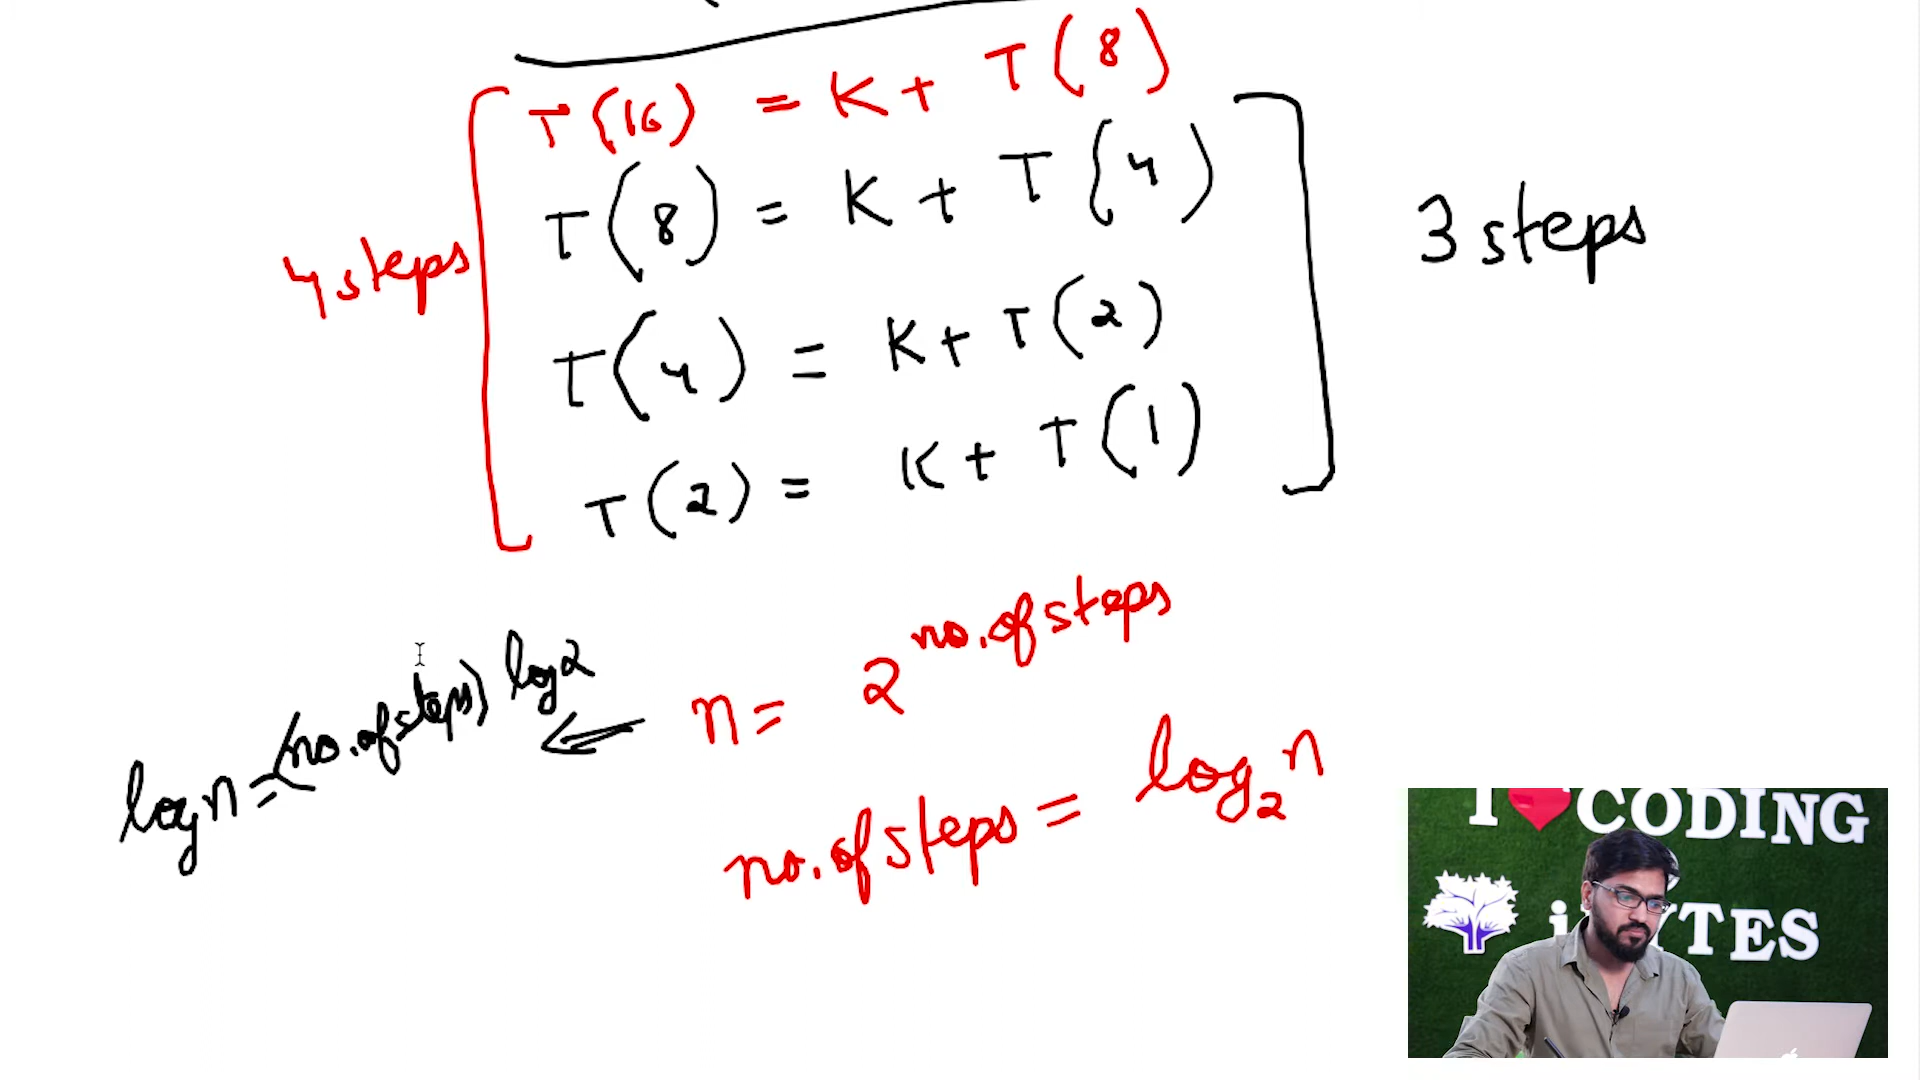 T(16) = K + T(8)
T(8) = K + T(4)
T(4) = K + T(2)
T(2) = K + T(1)
4 steps
3 steps
n = 2^no. of steps
log n = (no. of steps) log 2
no. of steps = log₂ n
I ❤ CODING